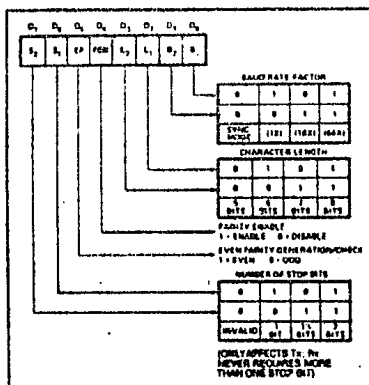 D7 D6 D5 D4 D3 D2 D1 D0
S2 S1 EP PEN L2 L1 B2 B1
BAUD RATE FACTOR
0 1 0 1
0 0 1 1
SYNC MODE (1X) (16X) (64X)
CHARACTER LENGTH
0 1 0 1
0 0 1 1
5 BITS 6 BITS 7 BITS 8 BITS
PARITY ENABLE
1 = ENABLE 0 = DISABLE
EVEN PARITY GENERATION/CHECK
1 = EVEN 0 = ODD
NUMBER OF STOP BITS
0 1 0 1
0 0 1 1
INVALID 1 BIT 1½ BITS 2 BITS
(ONLY AFFECTS Tx; Rx
NEVER REQUIRES MORE
THAN ONE STOP BIT)